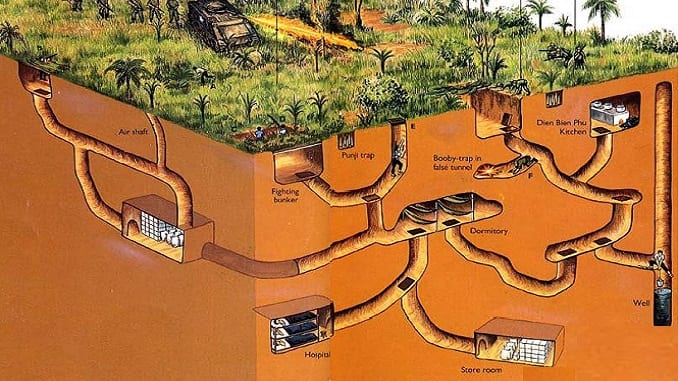 Air shaft
E
Punji trap
Fighting
bunker
Booby-trap in
false tunnel
F
Dien Bien Phu
Kitchen
Dormitory
Well
Hospital
Store room